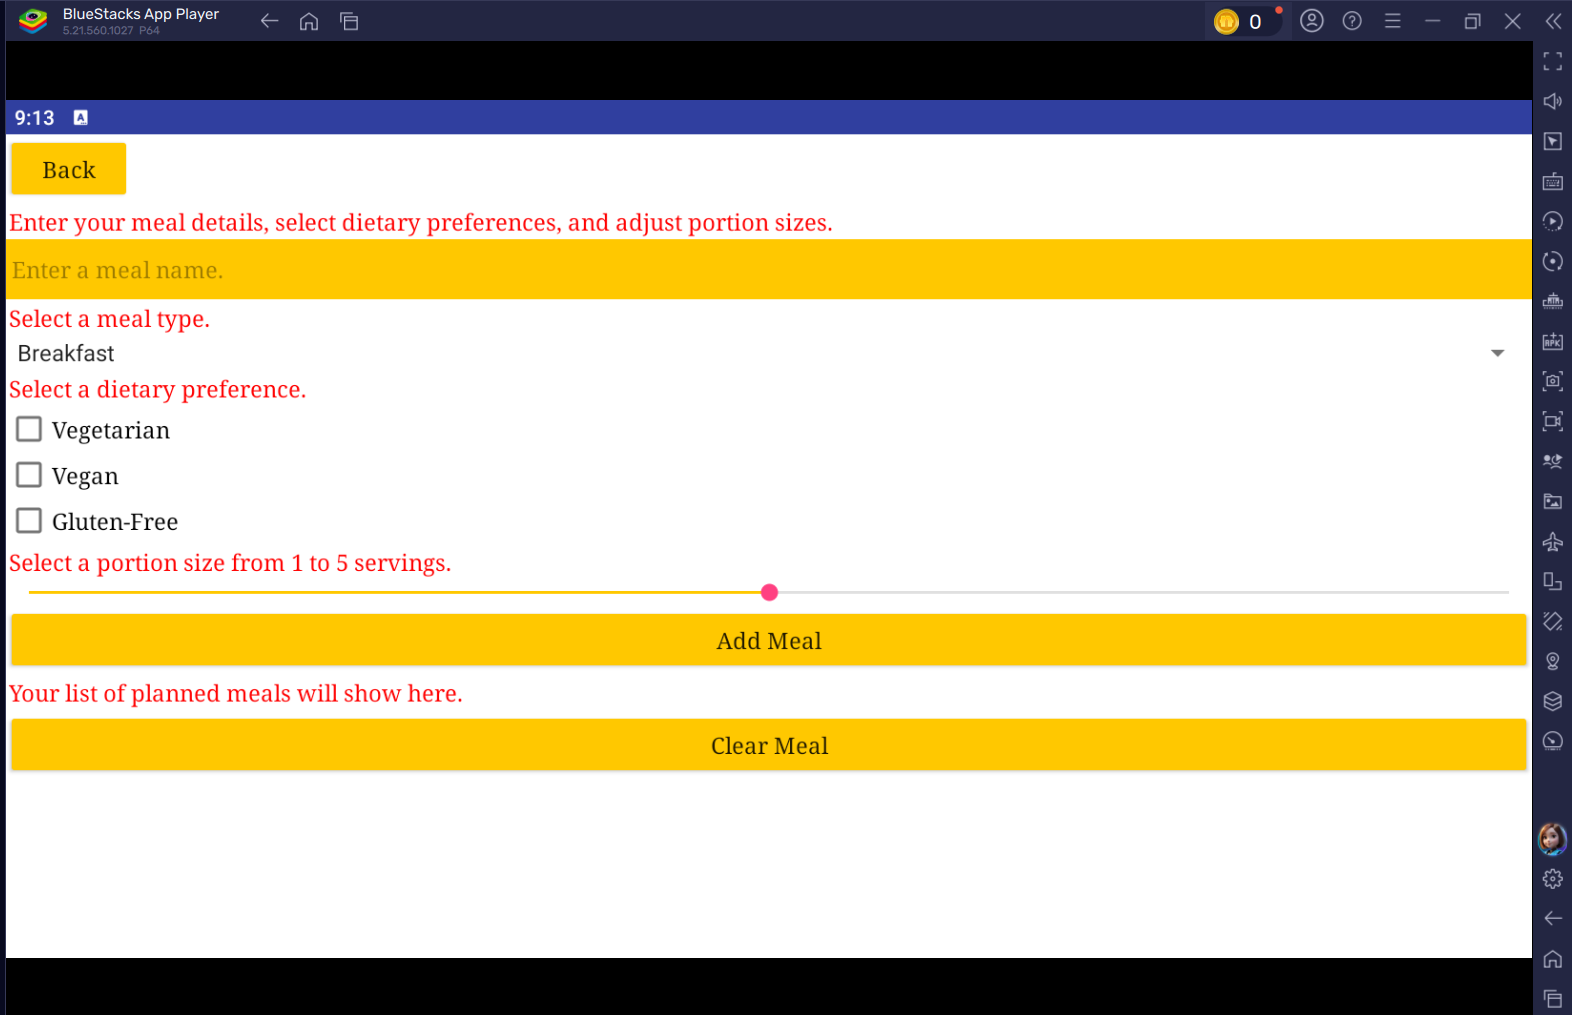 BlueStacks App Player
5.21.560.1027 P64
0
9:13 A
Back
Enter your meal details, select dietary preferences, and adjust portion sizes.
Enter a meal name.
Select a meal type.
Breakfast
Select a dietary preference.
Vegetarian
Vegan
Gluten-Free
Select a portion size from 1 to 5 servings.
Add Meal
Your list of planned meals will show here.
Clear Meal
APK